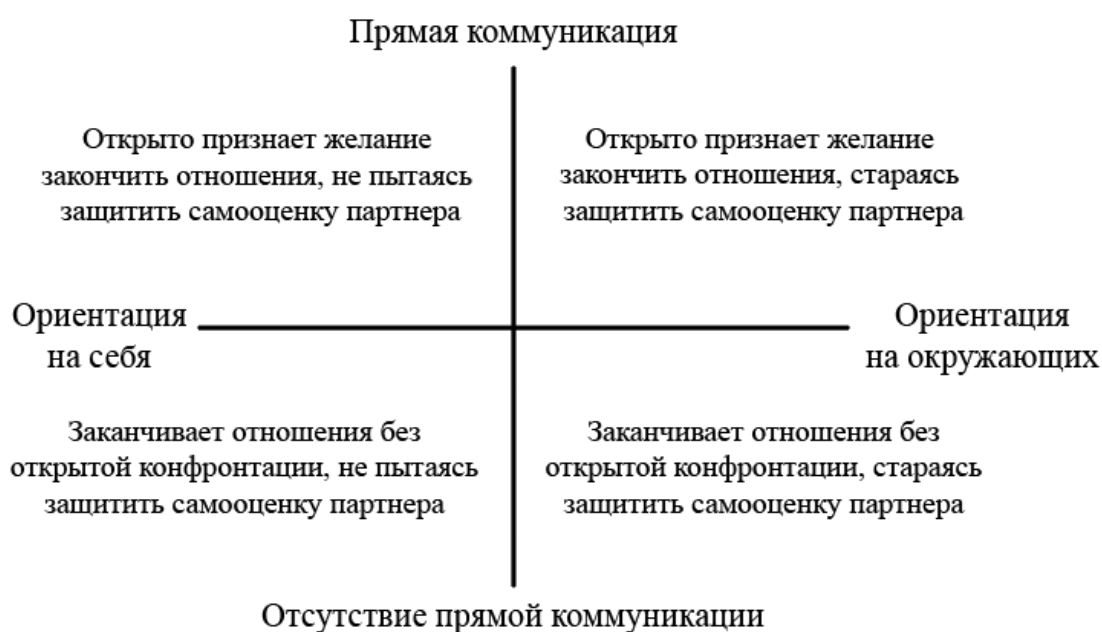 Прямая коммуникация
Открыто признает желание
закончить отношения, не пытаясь
защитить самооценку партнера
Открыто признает желание
закончить отношения, стараясь
защитить самооценку партнера
Ориентация
на себя
Ориентация
на окружающих
Заканчивает отношения без
открытой конфронтации, не пытаясь
защитить самооценку партнера
Заканчивает отношения без
открытой конфронтации, стараясь
защитить самооценку партнера
Отсутствие прямой коммуникации